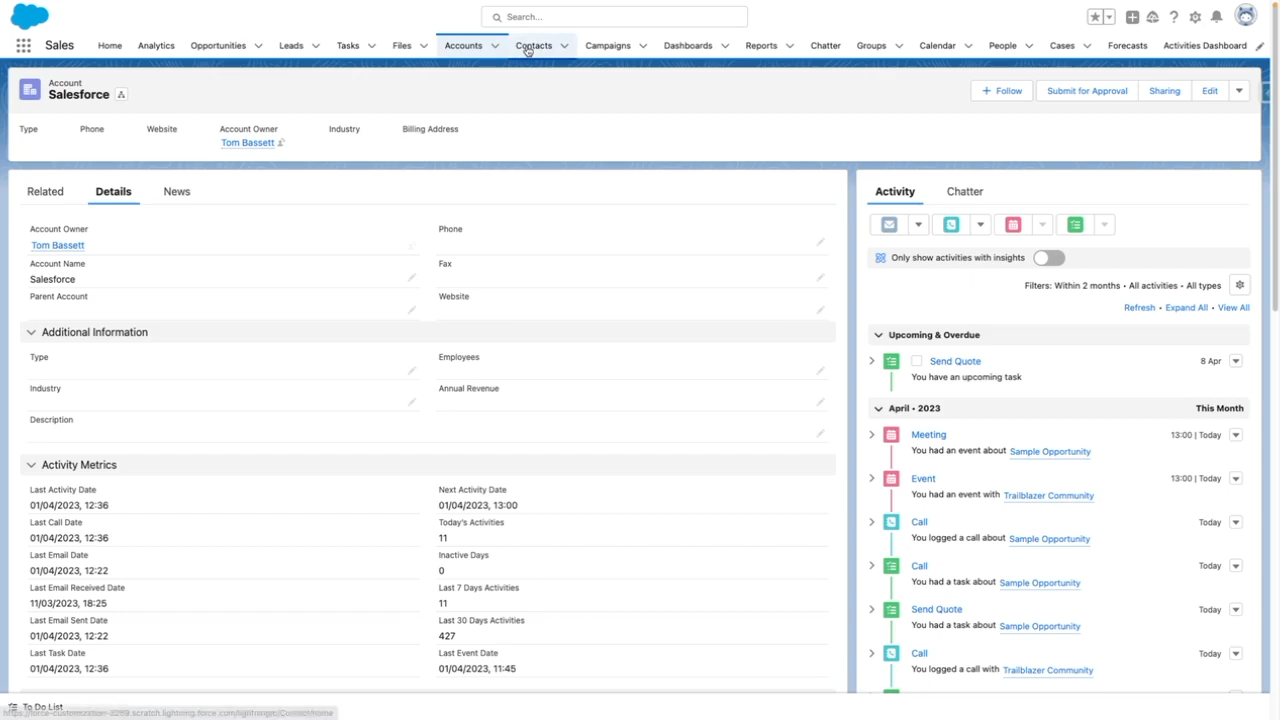 Search...
Sales
Home
Analytics
Opportunities
Leads
Tasks
Files
Accounts
Contacts
Campaigns
Dashboards
Reports
Chatter
Groups
Calendar
People
Cases
Forecasts
Activities Dashboard
Account
Salesforce
+ Follow
Submit for Approval
Sharing
Edit
Type
Phone
Website
Account Owner
Industry
Billing Address
Tom Bassett
Related
Details
News
Account Owner
Tom Bassett
Phone
Account Name
Salesforce
Fax
Parent Account
Website
Additional Information
Type
Employees
Industry
Annual Revenue
Description
Activity Metrics
Last Activity Date
01/04/2023, 12:36
Next Activity Date
01/04/2023, 13:00
Last Call Date
01/04/2023, 12:36
Today's Activities
11
Last Email Date
01/04/2023, 12:22
Inactive Days
0
Last Email Received Date
11/03/2023, 18:25
Last 7 Days Activities
11
Last Email Sent Date
01/04/2023, 12:22
Last 30 Days Activities
427
Last Task Date
01/04/2023, 12:36
Last Event Date
01/04/2023, 11:45
Activity
Chatter
Only show activities with insights
Filters: Within 2 months • All activities • All types
Refresh • Expand All • View All
Upcoming & Overdue
Send Quote
8 Apr
You have an upcoming task
April • 2023
This Month
Meeting
13:00 | Today
You had an event about Sample Opportunity
Event
13:00 | Today
You had an event with Trailblazer Community
Call
Today
You logged a call about Sample Opportunity
Call
Today
You had a task about Sample Opportunity
Send Quote
Today
You had a task about Sample Opportunity
Call
Today
You logged a call with Trailblazer Community
To Do List